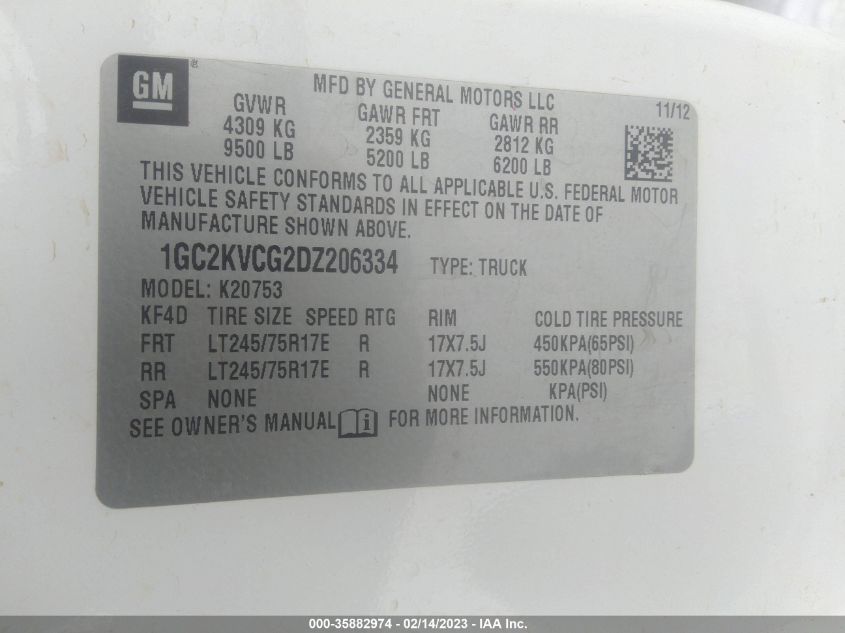 GM ®
MFD BY GENERAL MOTORS LLC
11/12
GVWR GAWR FRT GAWR RR
4309 KG 2359 KG 2812 KG
9500 LB 5200 LB 6200 LB
THIS VEHICLE CONFORMS TO ALL APPLICABLE U.S. FEDERAL MOTOR
VEHICLE SAFETY STANDARDS IN EFFECT ON THE DATE OF
MANUFACTURE SHOWN ABOVE.
1GC2KVCG2DZ206334 TYPE: TRUCK
MODEL: K20753
KF4D TIRE SIZE SPEED RTG RIM COLD TIRE PRESSURE
FRT LT245/75R17E R 17X7.5J 450KPA(65PSI)
RR LT245/75R17E R 17X7.5J 550KPA(80PSI)
SPA NONE NONE KPA(PSI)
SEE OWNER'S MANUAL i FOR MORE INFORMATION.
000-35882974 - 02/14/2023 - IAA Inc.